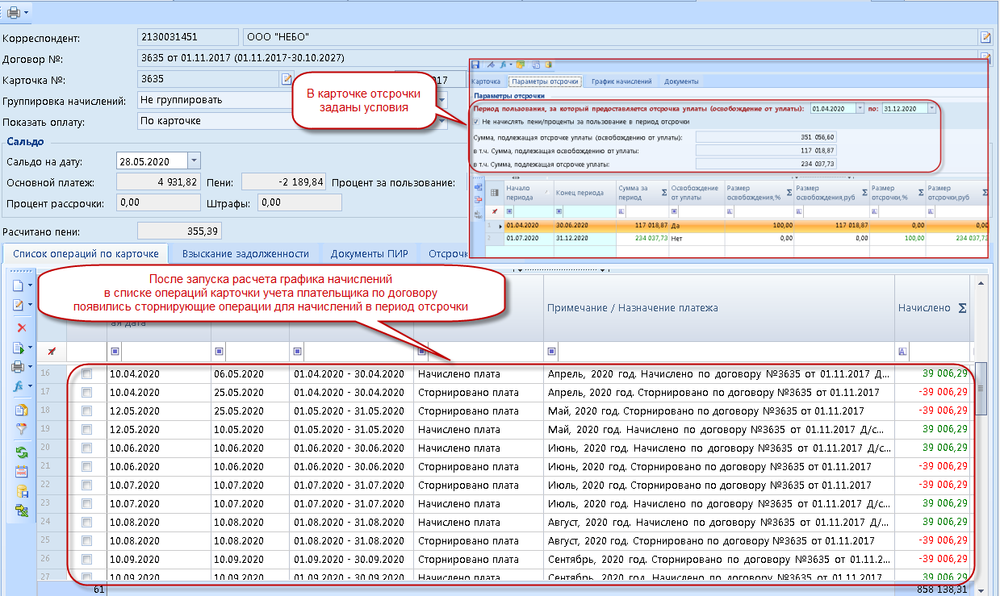 Корреспондент: 2130031451 ООО "НЕБО"
Договор №: 3635 от 01.11.2017 (01.11.2017-30.10.2027)
Карточка №: 3635 017
Группировка начислений: Не группировать
Показать оплату: По карточке
Сальдо
Сальдо на дату: 28.05.2020
Основной платеж: 4 931,82 Пени: -2 189,84 Процент за пользование:
Процент рассрочки: 0,00 Штрафы: 0,00
Расчитано пени: 355,39
В карточке отсрочки
заданы условия
Карточка Параметры отсрочки График начислений Документы
Параметры отсрочки
Период пользования, за который предоставляется отсрочка уплаты (освобождение от уплаты): 01.04.2020 по: 31.12.2020
Не начислять пени/проценты за пользование в период отсрочки
Сумма, подлежащая отсрочке уплаты (освобождению от уплаты): 351 056,60
в т.ч. Сумма, подлежащая освобождению от уплаты: 117 018,87
в т.ч. Сумма, подлежащая отсрочке уплаты: 234 037,73
Начало периода Конец периода Сумма за период Σ Освобождение от уплаты Размер освобождения,% Σ Размер освобождения,руб Σ Размер отсрочки,% Σ Размер отсрочки,руб Σ
1 01.04.2020 30.06.2020 117 018,87 Да 100,00 117 018,87 0,00 0,00
2 01.07.2020 31.12.2020 234 037,73 Нет 0,00 0,00 100,00 234 037,73
Список операций по карточке Взыскание задолженности Документы ПИР Отсрочк
После запуска расчета графика начислений
в списке операций карточки учета плательщика по договору
появились сторнирующие операции для начислений в период отсрочки
ая дата Примечание / Назначение платежа Начислено Σ
16 10.04.2020 06.05.2020 01.04.2020 - 30.04.2020 Начислено плата Апрель, 2020 год. Начислено по договору №3635 от 01.11.2017 Д... 39 006,29
17 10.04.2020 25.05.2020 01.04.2020 - 30.04.2020 Сторнировано плата Апрель, 2020 год. Сторнировано по договору №3635 от 01.11.2017 -39 006,29
18 12.05.2020 25.05.2020 01.05.2020 - 31.05.2020 Сторнировано плата Май, 2020 год. Сторнировано по договору №3635 от 01.11.2017 -39 006,29
19 12.05.2020 10.05.2020 01.05.2020 - 31.05.2020 Начислено плата Май, 2020 год. Начислено по договору №3635 от 01.11.2017 Д/с... 39 006,29
20 10.06.2020 10.06.2020 01.06.2020 - 30.06.2020 Начислено плата Июнь, 2020 год. Начислено по договору №3635 от 01.11.2017 Д/с... 39 006,29
21 10.06.2020 10.06.2020 01.06.2020 - 30.06.2020 Сторнировано плата Июнь, 2020 год. Сторнировано по договору №3635 от 01.11.2017 -39 006,29
22 10.07.2020 10.07.2020 01.07.2020 - 31.07.2020 Сторнировано плата Июль, 2020 год. Сторнировано по договору №3635 от 01.11.2017 -39 006,29
23 10.07.2020 10.07.2020 01.07.2020 - 31.07.2020 Начислено плата Июль, 2020 год. Начислено по договору №3635 от 01.11.2017 Д/с... 39 006,29
24 10.08.2020 10.08.2020 01.08.2020 - 31.08.2020 Начислено плата Август, 2020 год. Начислено по договору №3635 от 01.11.2017 Д/с... 39 006,29
25 10.08.2020 10.08.2020 01.08.2020 - 31.08.2020 Сторнировано плата Август, 2020 год. Сторнировано по договору №3635 от 01.11.2017 -39 006,29
26 10.09.2020 10.09.2020 01.09.2020 - 30.09.2020 Сторнировано плата Сентябрь, 2020 год. Сторнировано по договору №3635 от 01.11.2... -39 006,29
27 10.09.2020 10.09.2020 01.09.2020 - 30.09.2020 Начислено плата Сентябрь, 2020 год. Начислено по договору №3635 от 01.11.2017... 39 006,29
61 858 138,31